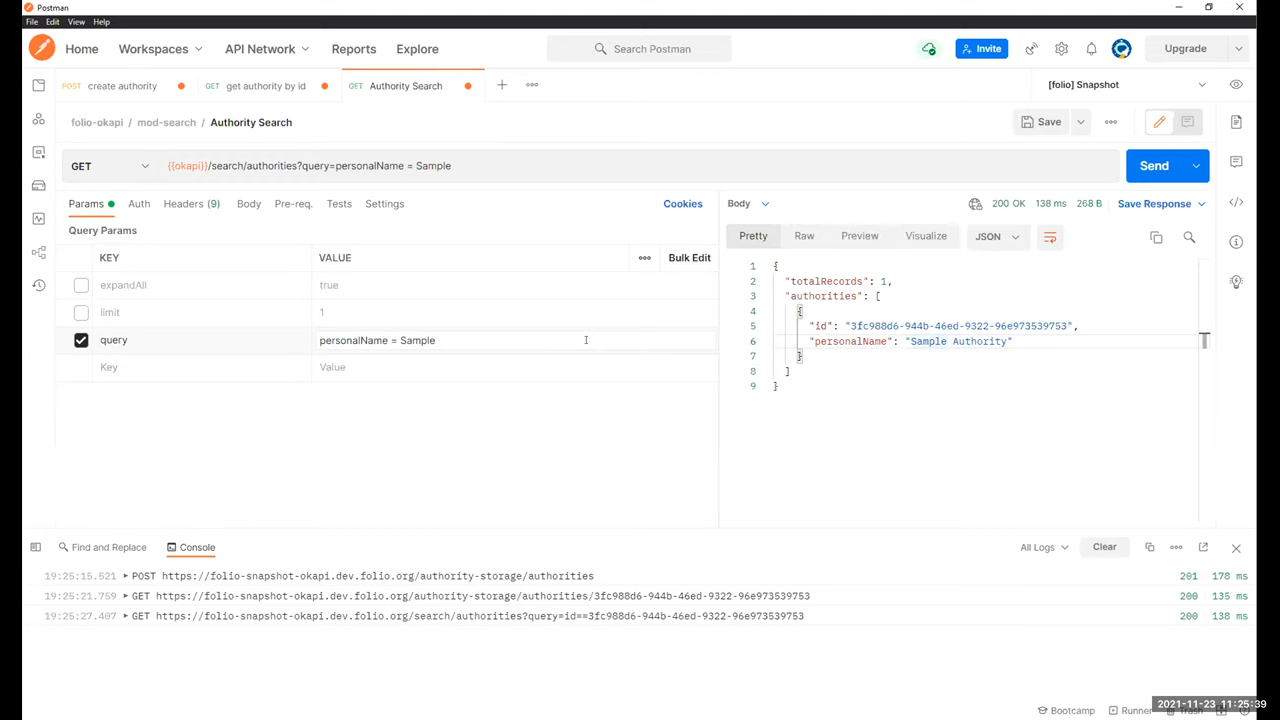 Postman
File Edit View Help
Home Workspaces API Network Reports Explore Search Postman Invite Upgrade
POST create authority GET get authority by id GET Authority Search [folio] Snapshot
folio-okapi / mod-search / Authority Search Save
GET {{okapi}}/search/authorities?query=personalName = Sample Send
Params Auth Headers (9) Body Pre-req. Tests Settings Cookies
Body 200 OK 138 ms 268 B Save Response
Query Params
Pretty Raw Preview Visualize JSON
KEY VALUE Bulk Edit
expandAll true
limit 1
query personalName = Sample
Key Value
1 {
2 "totalRecords": 1,
3 "authorities": [
4 {
5 "id": "3fc988d6-944b-46ed-9322-96e973539753",
6 "personalName": "Sample Authority"
7 }
8 ]
9 }
Find and Replace Console All Logs Clear
19:25:15.521 POST https://folio-snapshot-okapi.dev.folio.org/authority-storage/authorities 201 178 ms
19:25:21.759 GET https://folio-snapshot-okapi.dev.folio.org/authority-storage/authorities/3fc988d6-944b-46ed-9322-96e973539753 200 135 ms
19:25:27.407 GET https://folio-snapshot-okapi.dev.folio.org/search/authorities?query=id==3fc988d6-944b-46ed-9322-96e973539753 200 138 ms
Bootcamp Runner Trash
2021-11-23 11:25:39